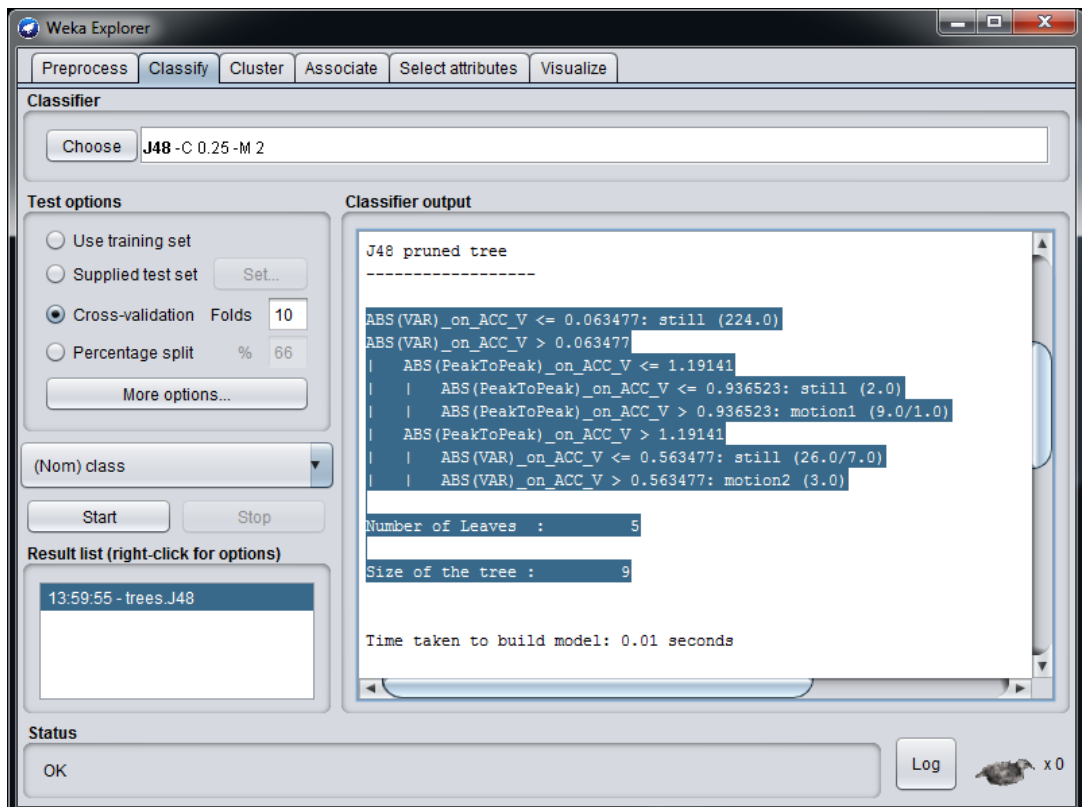 Weka Explorer
Preprocess Classify Cluster Associate Select attributes Visualize
Classifier
Choose J48 -C 0.25 -M 2
Test options
Use training set
Supplied test set Set...
Cross-validation Folds 10
Percentage split % 66
More options...
(Nom) class
Start Stop
Result list (right-click for options)
13:59:55 - trees.J48
Classifier output
J48 pruned tree
------------------
ABS(VAR)_on_ACC_V <= 0.063477: still (224.0)
ABS(VAR)_on_ACC_V > 0.063477
|   ABS(PeakToPeak)_on_ACC_V <= 1.19141
|   |   ABS(PeakToPeak)_on_ACC_V <= 0.936523: still (2.0)
|   |   ABS(PeakToPeak)_on_ACC_V > 0.936523: motion1 (9.0/1.0)
|   ABS(PeakToPeak)_on_ACC_V > 1.19141
|   |   ABS(VAR)_on_ACC_V <= 0.563477: still (26.0/7.0)
|   |   ABS(VAR)_on_ACC_V > 0.563477: motion2 (3.0)
Number of Leaves  : 5
Size of the tree : 9
Time taken to build model: 0.01 seconds
Status
OK
Log x 0